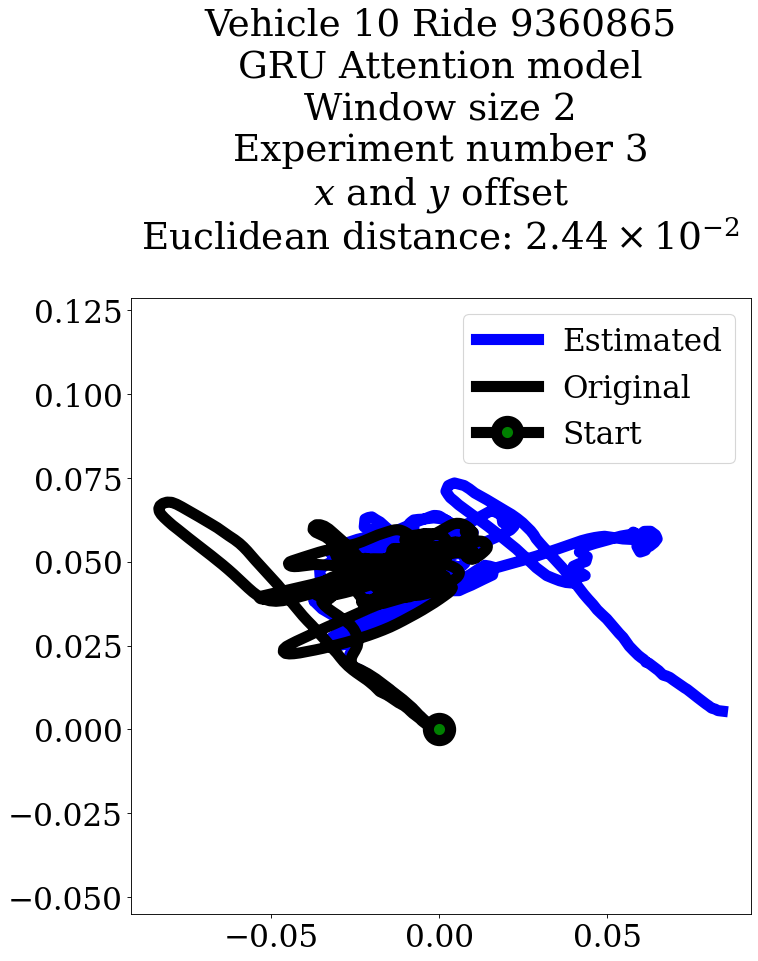 Vehicle 10 Ride 9360865
GRU Attention model
Window size 2
Experiment number 3
x and y offset
Euclidean distance: 2.44 × 10⁻²
Estimated
Original
Start
0.125
0.100
0.075
0.050
0.025
0.000
−0.025
−0.050
−0.05 0.00 0.05